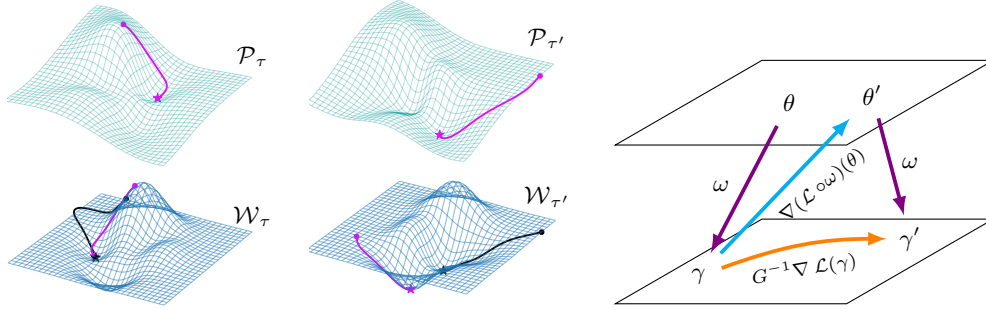 𝒫_τ
𝒫_τ′
𝒲_τ
𝒲_τ′
θ
θ′
ω
∇(ℒ∘ω)(θ)
ω
γ
G⁻¹∇ ℒ(γ)
γ′